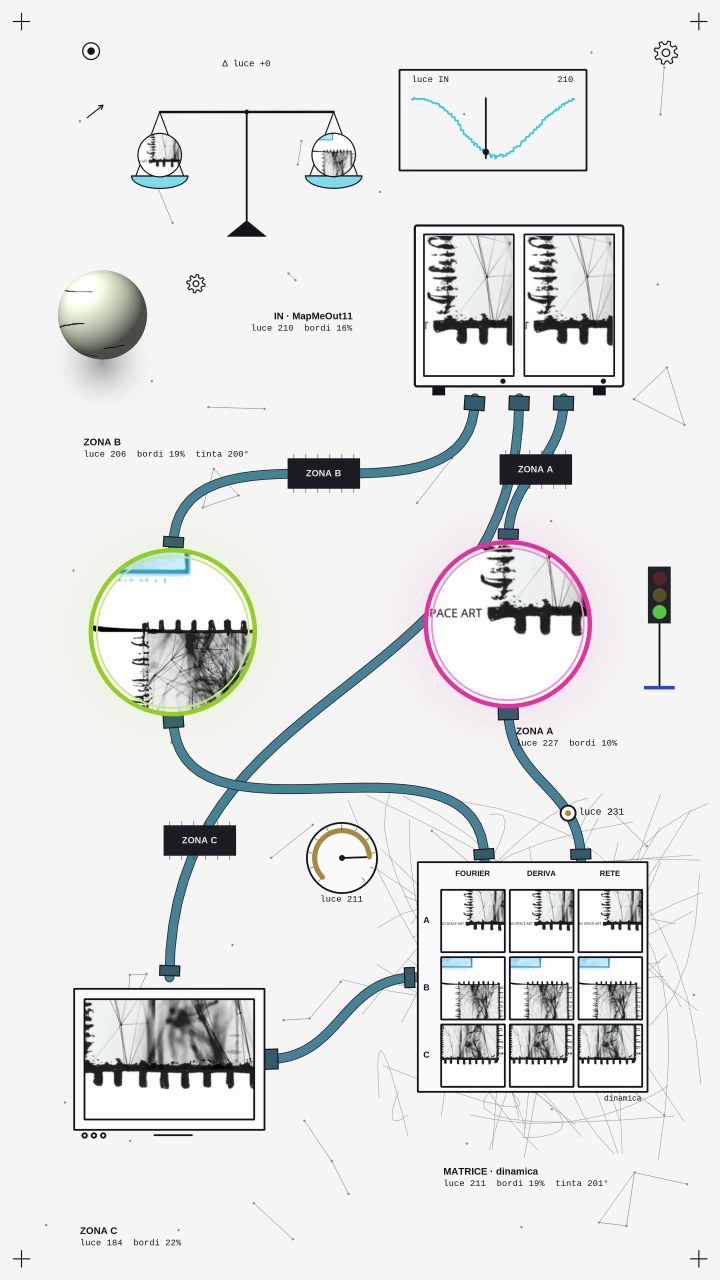 Δ luce +0
luce IN 210
IN · MapMeOut11
luce 210 bordi 16%
ZONA B
luce 206 bordi 19% tinta 200°
ZONA B
ZONA A
PACE ART
ZONA A
luce 227 bordi 10%
luce 231
ZONA C
luce 211
FOURIER DERIVA RETE
A
B
C
dinamica
MATRICE · dinamica
luce 211 bordi 19% tinta 201°
ZONA C
luce 184 bordi 22%